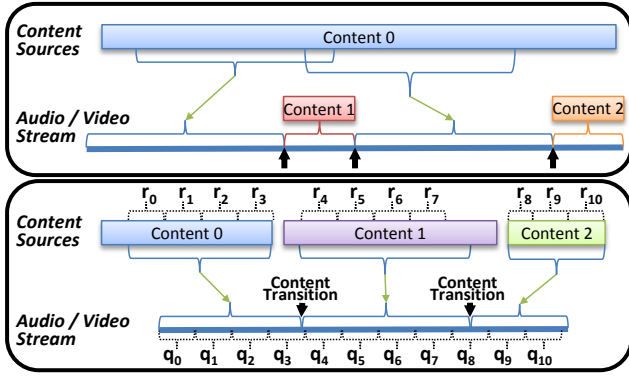 Content Sources
Content 0
Content 1
Content 2
Audio / Video Stream
r0 r1 r2 r3 r4 r5 r6 r7 r8 r9 r10
Content Sources
Content 0
Content 1
Content 2
Content Transition
Content Transition
Audio / Video Stream
q0 q1 q2 q3 q4 q5 q6 q7 q8 q9 q10